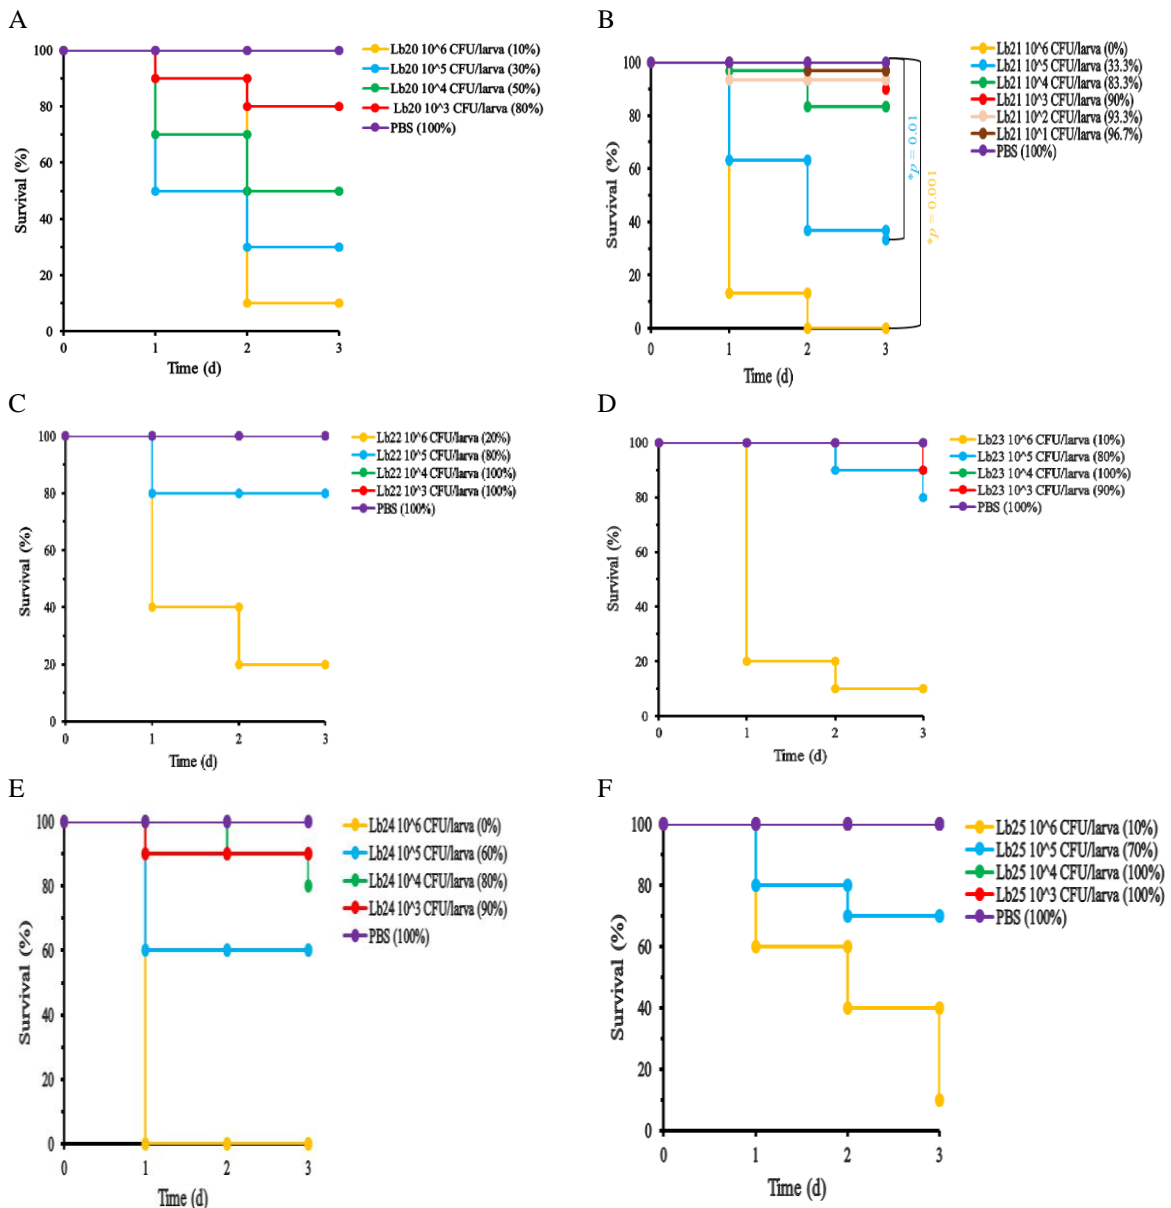 A
Lb20 10^6 CFU/larva (10%)
Lb20 10^5 CFU/larva (30%)
Lb20 10^4 CFU/larva (50%)
Lb20 10^3 CFU/larva (80%)
PBS (100%)
100
80
60
40
20
0
Survival (%)
0 1 2 3
Time (d)
B
Lb21 10^6 CFU/larva (0%)
Lb21 10^5 CFU/larva (33.3%)
Lb21 10^4 CFU/larva (83.3%)
Lb21 10^3 CFU/larva (90%)
Lb21 10^2 CFU/larva (93.3%)
Lb21 10^1 CFU/larva (96.7%)
PBS (100%)
*p = 0.01
*p = 0.001
100
80
60
40
20
0
Survival (%)
0 1 2 3
Time (d)
C
Lb22 10^6 CFU/larva (20%)
Lb22 10^5 CFU/larva (80%)
Lb22 10^4 CFU/larva (100%)
Lb22 10^3 CFU/larva (100%)
PBS (100%)
100
80
60
40
20
0
Survival (%)
0 1 2 3
Time (d)
D
Lb23 10^6 CFU/larva (10%)
Lb23 10^5 CFU/larva (80%)
Lb23 10^4 CFU/larva (100%)
Lb23 10^3 CFU/larva (90%)
PBS (100%)
100
80
60
40
20
0
Survival (%)
0 1 2 3
Time (d)
E
Lb24 10^6 CFU/larva (0%)
Lb24 10^5 CFU/larva (60%)
Lb24 10^4 CFU/larva (80%)
Lb24 10^3 CFU/larva (90%)
PBS (100%)
100
80
60
40
20
0
Survival (%)
0 1 2 3
Time (d)
F
Lb25 10^6 CFU/larva (10%)
Lb25 10^5 CFU/larva (70%)
Lb25 10^4 CFU/larva (100%)
Lb25 10^3 CFU/larva (100%)
PBS (100%)
100
80
60
40
20
0
Survival (%)
0 1 2 3
Time (d)